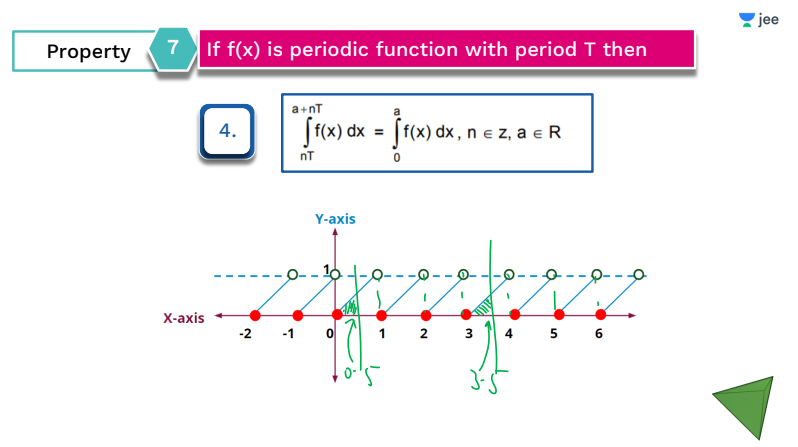 jee
Property 7 If f(x) is periodic function with period T then
4.
a+nT a
∫f(x) dx = ∫f(x) dx , n ∈ z, a ∈ R
nT 0
Y-axis
1
X-axis
-2 -1 0 1 2 3 4 5 6
0.5 3.5